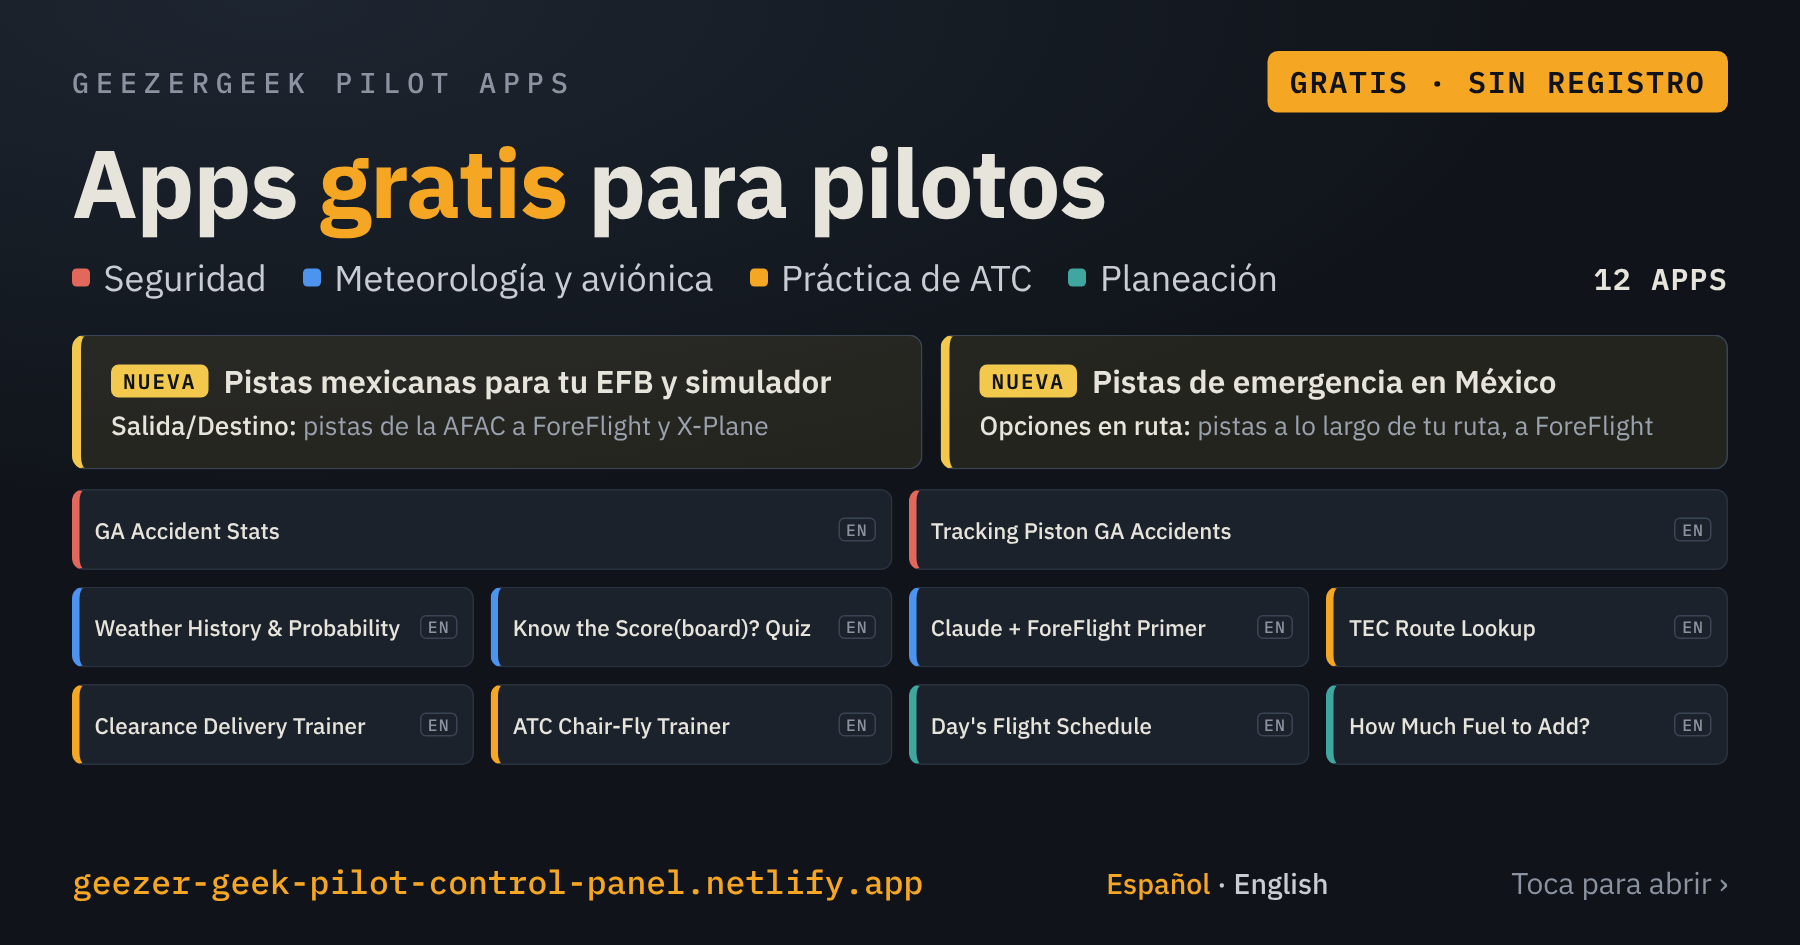 GEEZERGEEK PILOT APPS
GRATIS · SIN REGISTRO
Apps gratis para pilotos
Seguridad
Meteorología y aviónica
Práctica de ATC
Planeación
12 APPS
NUEVA Pistas mexicanas para tu EFB y simulador
Salida/Destino: pistas de la AFAC a ForeFlight y X-Plane
NUEVA Pistas de emergencia en México
Opciones en ruta: pistas a lo largo de tu ruta, a ForeFlight
GA Accident Stats EN
Tracking Piston GA Accidents EN
Weather History & Probability EN
Know the Score(board)? Quiz EN
Claude + ForeFlight Primer EN
TEC Route Lookup EN
Clearance Delivery Trainer EN
ATC Chair-Fly Trainer EN
Day's Flight Schedule EN
How Much Fuel to Add? EN
geezer-geek-pilot-control-panel.netlify.app
Español · English
Toca para abrir ›